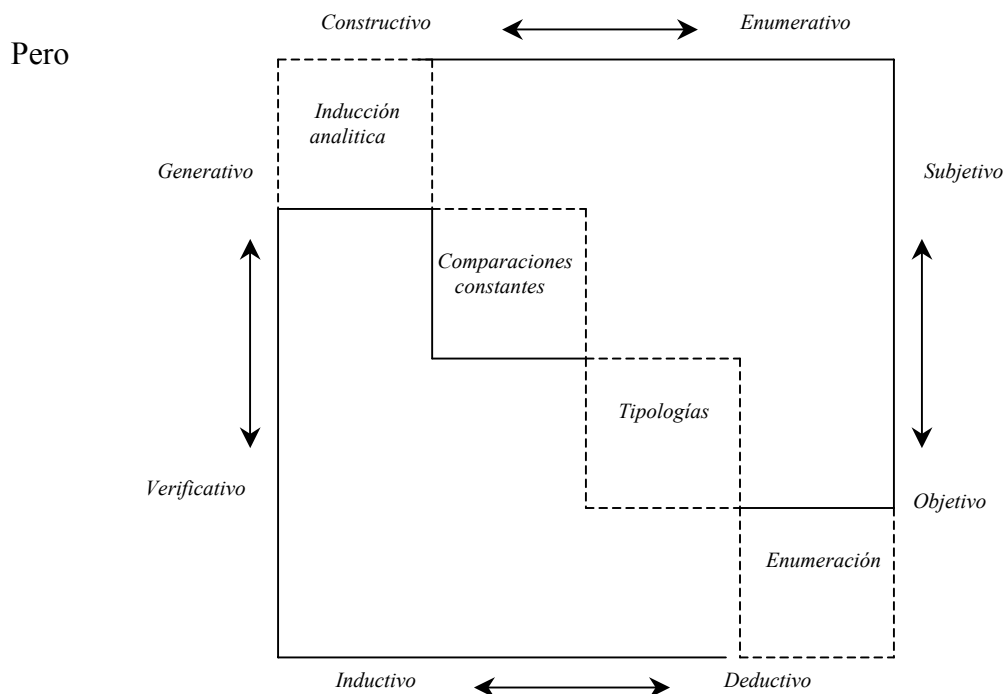 Constructivo
Enumerativo
Pero
Inducción
analitica
Generativo
Subjetivo
Comparaciones
constantes
Tipologías
Verificativo
Objetivo
Enumeración
Inductivo
Deductivo